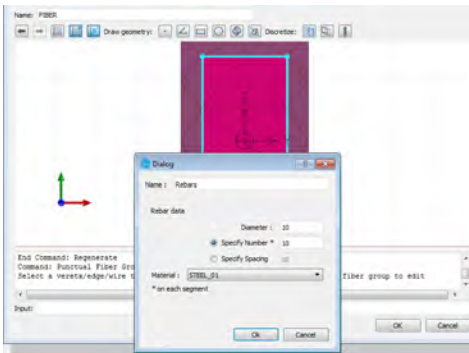 Name: FIBER
Draw geometry: Discretize:
Dialog
Name : Rebars
Rebar data
Diameter : 10
Specify Number * 10
Specify Spacing
Material : STEEL_01
* on each segment
Ok Cancel
End Command: Regenerate
Command: Punctual Fiber Gro
Select a vereta/edge/wire t fiber group to edit
Input:
OK Cancel